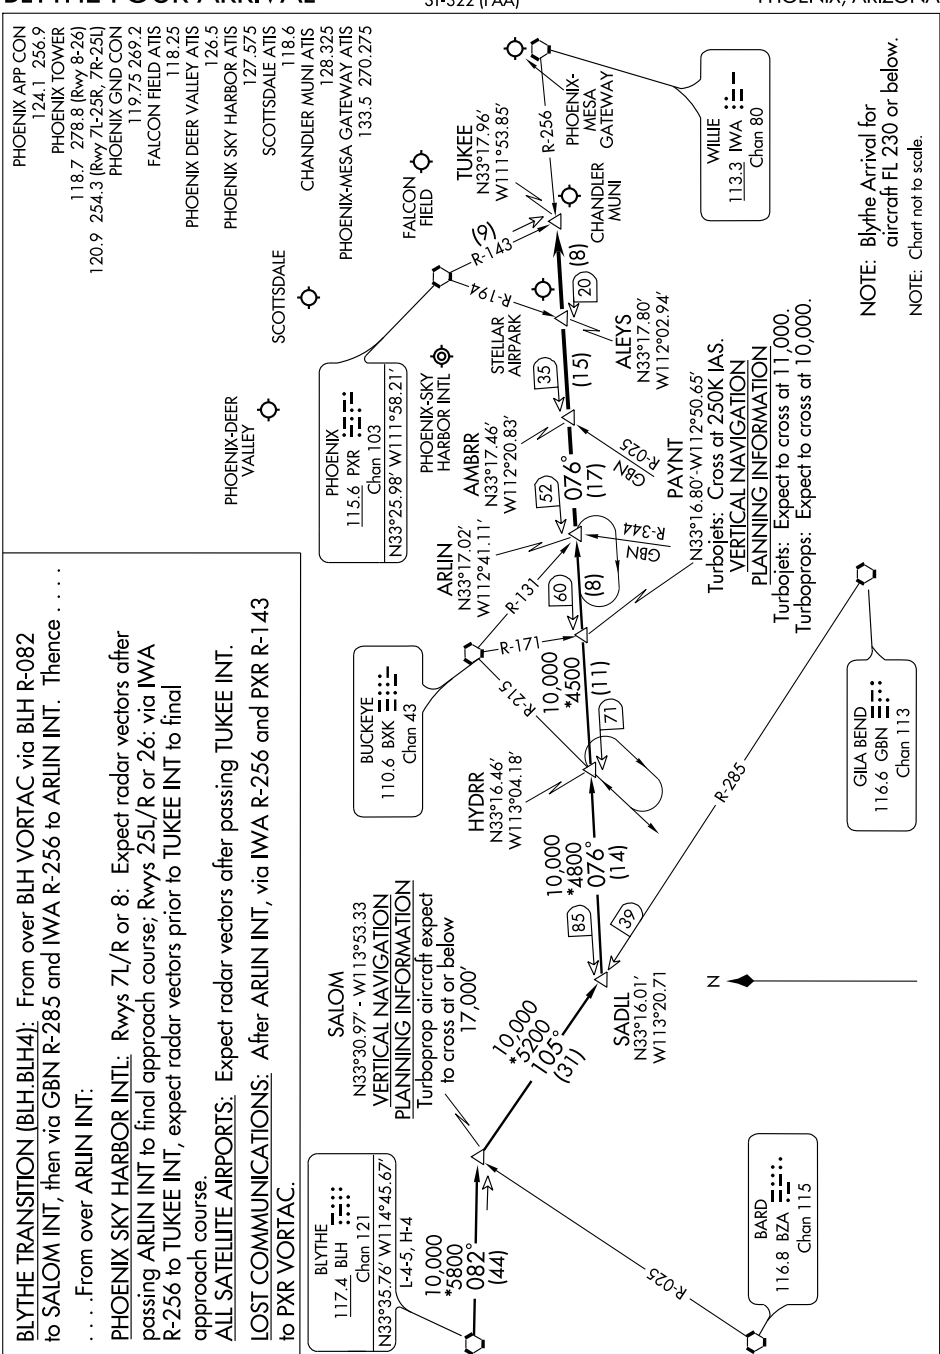 BLYTHE FOUR ARRIVAL
ST-322 (FAA)
PHOENIX, ARIZONA
BLYTHE TRANSITION (BLH.BLH4): From over BLH VORTAC via BLH R-082
to SALOM INT, then via GBN R-285 and IWA R-256 to ARLIN INT. Thence . . . .
. . . .From over ARLIN INT:
PHOENIX SKY HARBOR INTL: Rwys 7L/R or 8: Expect radar vectors after
passing ARLIN INT to final approach course; Rwys 25L/R or 26: via IWA
R-256 to TUKEE INT, expect radar vectors prior to TUKEE INT to final
approach course.
ALL SATELLITE AIRPORTS: Expect radar vectors after passing TUKEE INT.
LOST COMMUNICATIONS: After ARLIN INT, via IWA R-256 and PXR R-143
to PXR VORTAC.
PHOENIX APP CON
124.1 256.9
PHOENIX TOWER
118.7 278.8 (Rwy 8-26)
120.9 254.3 (Rwy 7L-25R, 7R-25L)
PHOENIX GND CON
119.75 269.2
FALCON FIELD ATIS
118.25
PHOENIX DEER VALLEY ATIS
126.5
PHOENIX SKY HARBOR ATIS
127.575
SCOTTSDALE ATIS
118.6
CHANDLER MUNI ATIS
128.325
PHOENIX-MESA GATEWAY ATIS
133.5 270.275
PHOENIX-DEER
VALLEY
SCOTTSDALE
FALCON
FIELD
PHOENIX
115.6 PXR
Chan 103
N33°25.98' W111°58.21'
PHOENIX-SKY
HARBOR INTL
STELLAR
AIRPARK
CHANDLER
MUNI
PHOENIX-
MESA
GATEWAY
BLYTHE
117.4 BLH
Chan 121
N33°35.76' W114°45.67'
L-4-5, H-4
10,000
*5800
082°
(44)
SALOM
N33°30.97' - W113°53.33
VERTICAL NAVIGATION
PLANNING INFORMATION
Turboprop aircraft expect
to cross at or below
17,000'
10,000
*5200
105°
(31)
SADLL
N33°16.01'
W113°20.71
85
39
10,000
*4800
076°
(14)
HYDRR
N33°16.46'
W113°04.18'
71
10,000
*4500
(11)
BUCKEYE
110.6 BXK
Chan 43
R-215
R-171
R-131
60
(8)
ARLIN
N33°17.02'
W112°41.11'
52
076°
(17)
GBN
R-344
AMBRR
N33°17.46'
W112°20.83'
35
(15)
GBN
R-025
R-194
R-143
(9)
20
(8)
ALEYS
N33°17.80'
W112°02.94'
TUKEE
N33°17.96'
W111°53.85'
R-256
WILLIE
113.3 IWA
Chan 80
PAYNT
N33°16.80'-W112°50.65'
Turbojets: Cross at 250K IAS.
VERTICAL NAVIGATION
PLANNING INFORMATION
Turbojets: Expect to cross at 11,000.
Turboprops: Expect to cross at 10,000.
GILA BEND
116.6 GBN
Chan 113
R-285
BARD
116.8 BZA
Chan 115
R-025
N
NOTE: Blythe Arrival for
aircraft FL 230 or below.
NOTE: Chart not to scale.